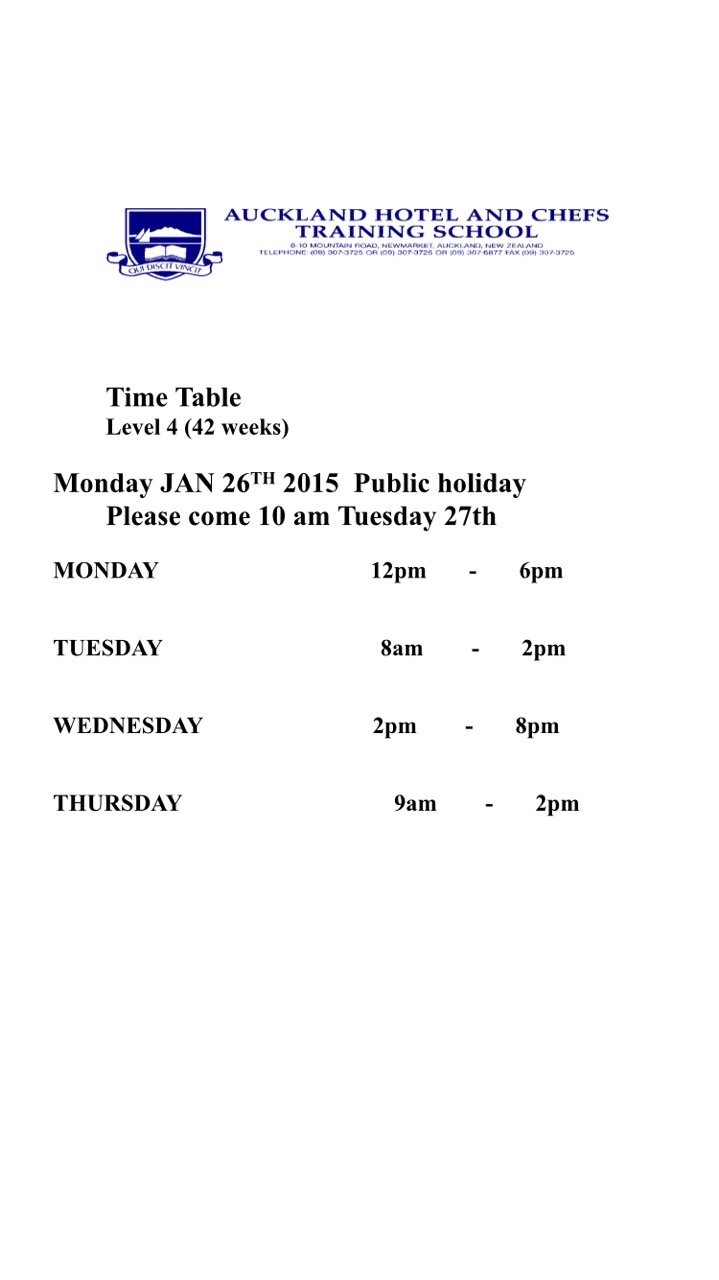 AUCKLAND HOTEL AND CHEFS
TRAINING SCHOOL
8-10 MOUNTAIN ROAD, NEWMARKET, AUCKLAND, NEW ZEALAND
TELEPHONE (09) 307-3725 OR (09) 307-3726 OR (09) 307-6877 FAX (09) 307-3725
QUI DISCIT VINCIT
Time Table
Level 4 (42 weeks)
Monday JAN 26TH 2015 Public holiday
Please come 10 am Tuesday 27th
MONDAY 12pm - 6pm
TUESDAY 8am - 2pm
WEDNESDAY 2pm - 8pm
THURSDAY 9am - 2pm